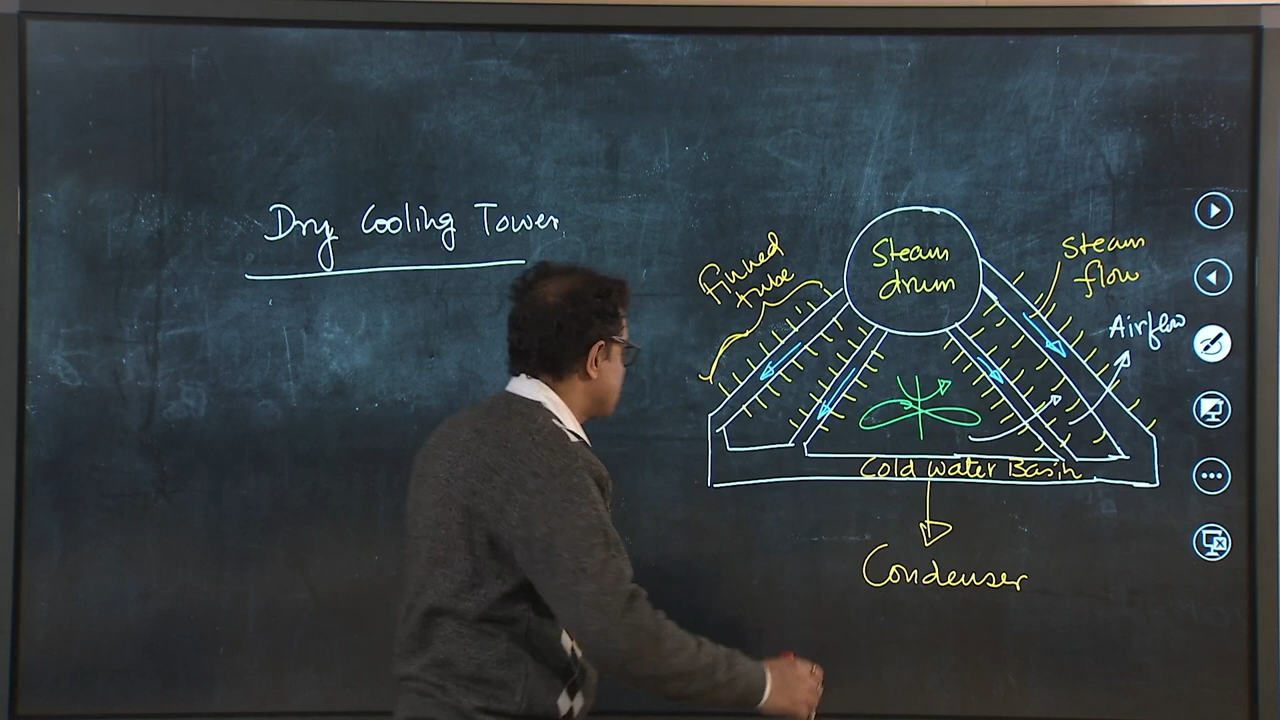 Dry Cooling Tower
Finned
tube
Steam
drum
Steam
flow
Airflow
Cold water Basin
Condenser